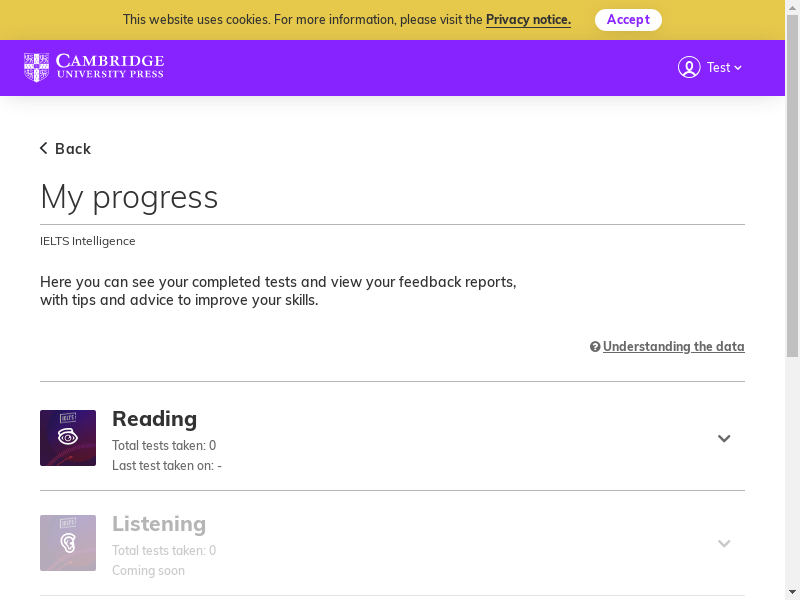 This website uses cookies. For more information, please visit the Privacy notice.
Accept
CAMBRIDGE
UNIVERSITY PRESS
Test
Back
My progress
IELTS Intelligence
Here you can see your completed tests and view your feedback reports,
with tips and advice to improve your skills.
Understanding the data
IELTS
Reading
Total tests taken: 0
Last test taken on: -
IELTS
Listening
Total tests taken: 0
Coming soon